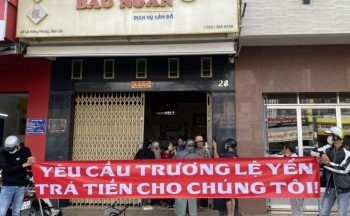 BẢO NGÂN
DỊCH VỤ CẦM ĐỒ
28
YÊU CẦU TRƯƠNG LỆ YẾN
TRẢ TIỀN CHO CHÚNG TÔI!